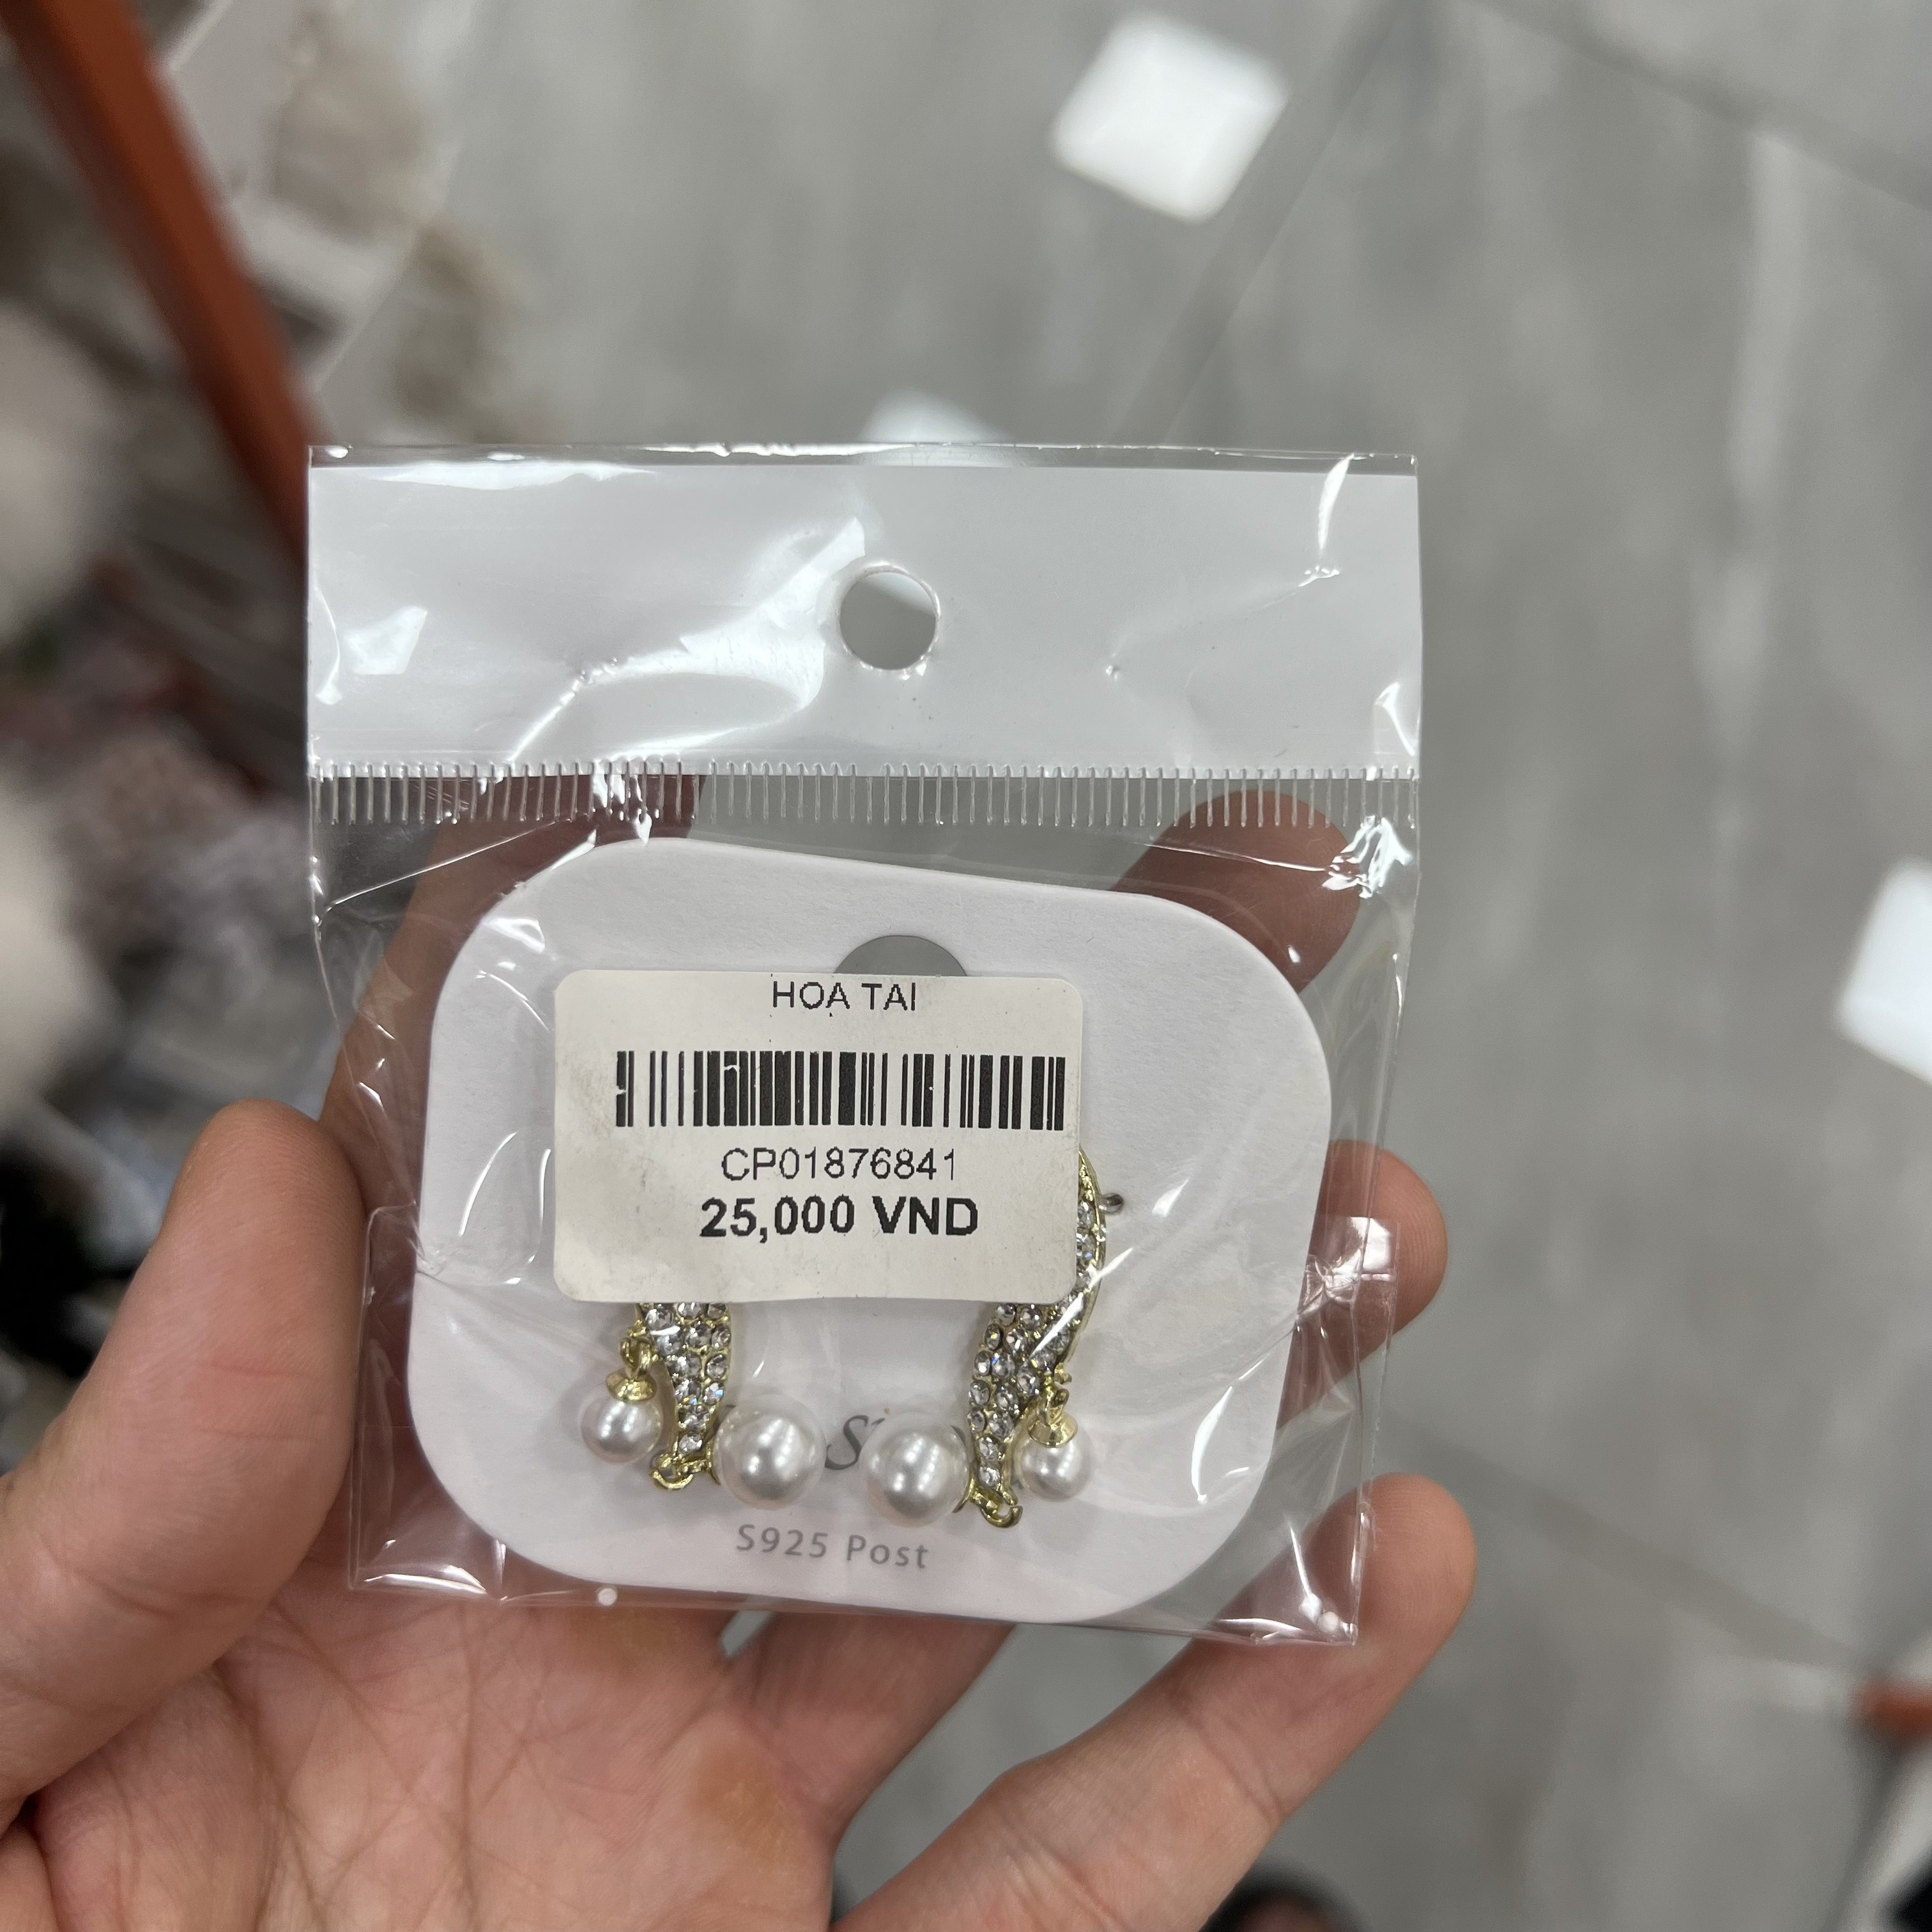 HOA TAI
CP01876841
25,000 VND
S925 Post